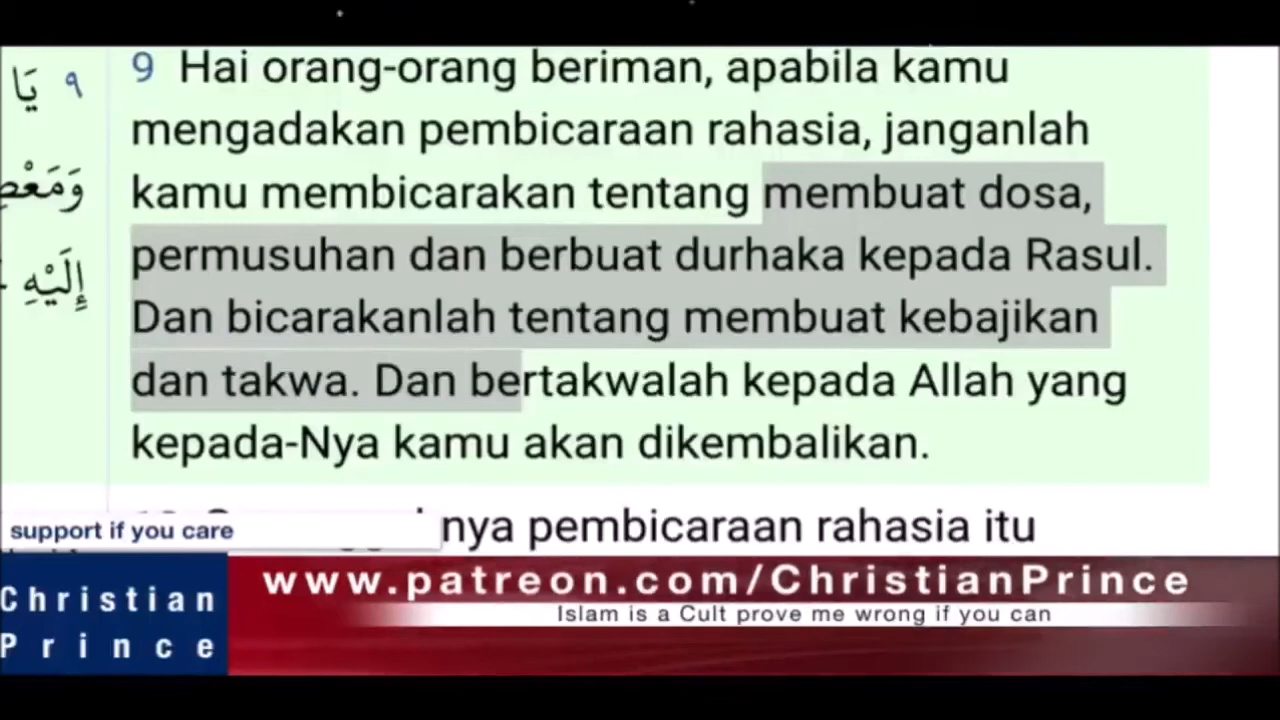 9 Hai orang-orang beriman, apabila kamu
mengadakan pembicaraan rahasia, janganlah
kamu membicarakan tentang membuat dosa,
permusuhan dan berbuat durhaka kepada Rasul.
Dan bicarakanlah tentang membuat kebajikan
dan takwa. Dan bertakwalah kepada Allah yang
kepada-Nya kamu akan dikembalikan.
٩ يَا
إِلَيْهِ
pembicaraan rahasia itu
support if you care
Christian
Prince
www.patreon.com/ChristianPrince
Islam is a Cult prove me wrong if you can